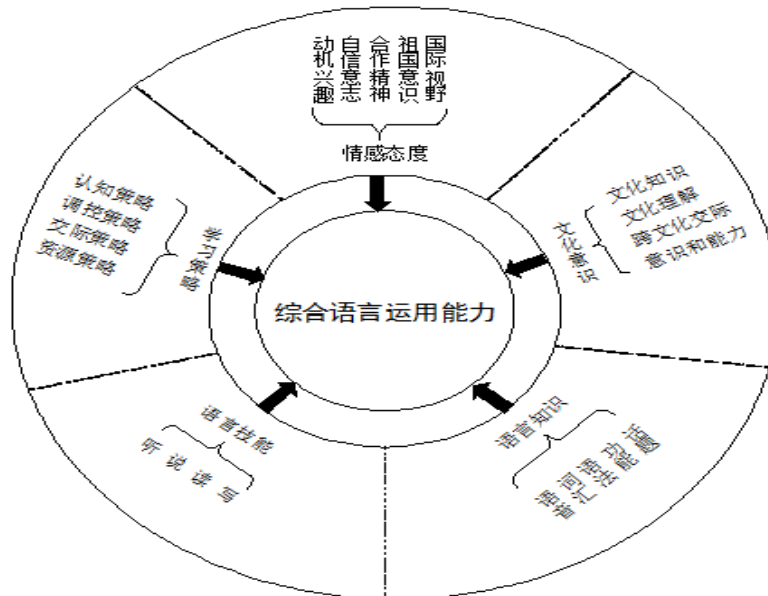 动机兴趣
自信意志
合作精神
祖国意识
国际视野
情感态度
认知策略
调控策略
交际策略
资源策略
学习策略
文化意识
文化知识
文化理解
跨文化交际
意识和能力
综合语言运用能力
语言技能
听 说 读 写
语言知识
语音
词汇
语法
功能
话题